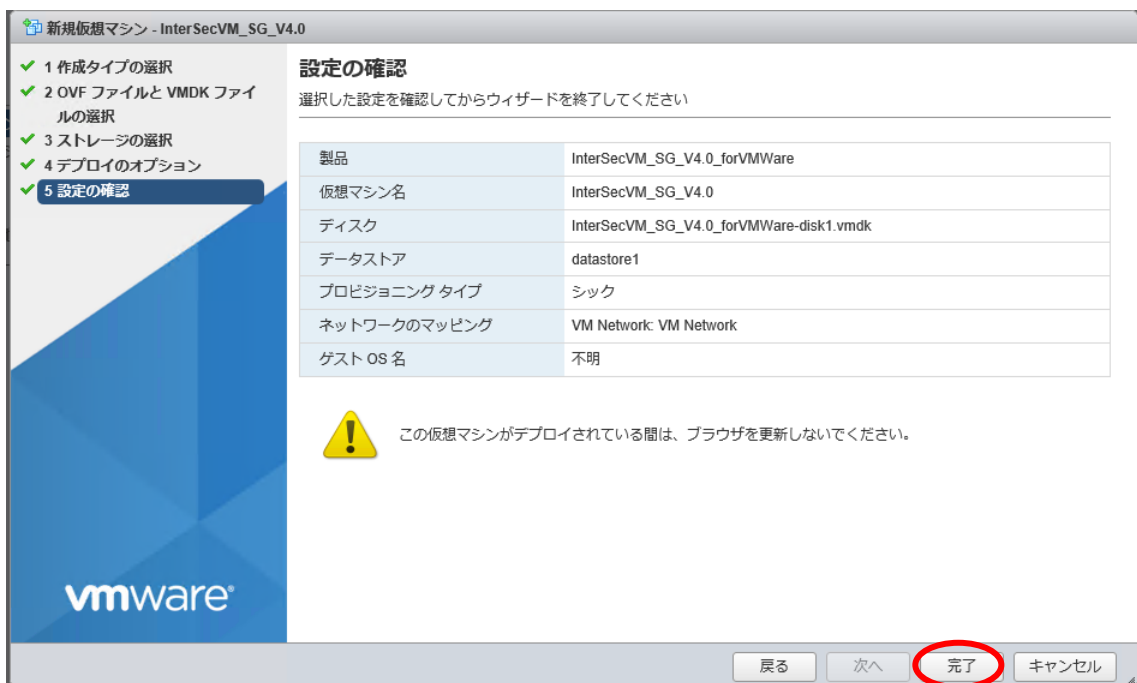 新規仮想マシン - InterSecVM_SG_V4.0
1 作成タイプの選択
2 OVF ファイルと VMDK ファイ
ルの選択
3 ストレージの選択
4 デプロイのオプション
5 設定の確認
設定の確認
選択した設定を確認してからウィザードを終了してください
製品 InterSecVM_SG_V4.0_forVMWare
仮想マシン名 InterSecVM_SG_V4.0
ディスク InterSecVM_SG_V4.0_forVMWare-disk1.vmdk
データストア datastore1
プロビジョニング タイプ シック
ネットワークのマッピング VM Network: VM Network
ゲスト OS 名 不明
この仮想マシンがデプロイされている間は、ブラウザを更新しないでください。
vmware
戻る 次へ 完了 キャンセル